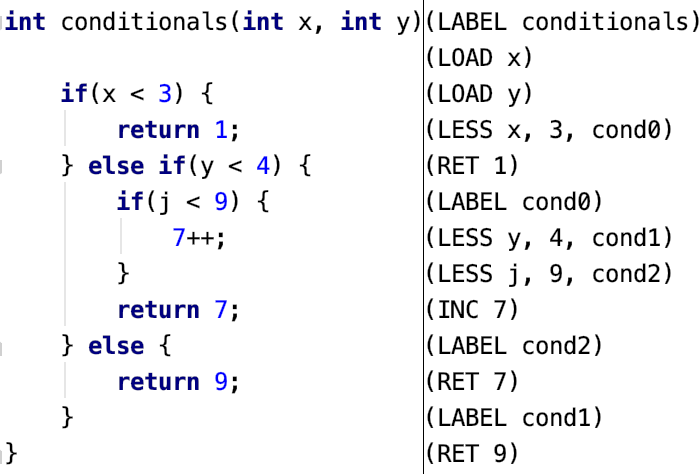 int conditionals(int x, int y)
if(x < 3) {
return 1;
} else if(y < 4) {
if(j < 9) {
7++;
}
return 7;
} else {
return 9;
}
}
(LABEL conditionals)
(LOAD x)
(LOAD y)
(LESS x, 3, cond0)
(RET 1)
(LABEL cond0)
(LESS y, 4, cond1)
(LESS j, 9, cond2)
(INC 7)
(LABEL cond2)
(RET 7)
(LABEL cond1)
(RET 9)